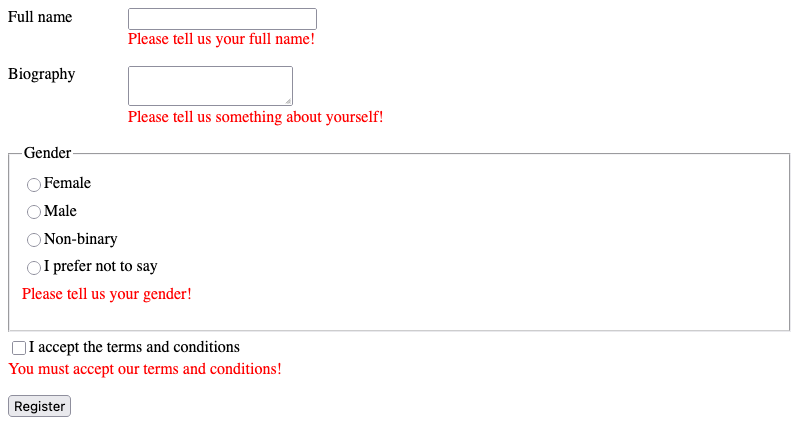 Full name
Please tell us your full name!
Biography
Please tell us something about yourself!
Gender
Female
Male
Non-binary
I prefer not to say
Please tell us your gender!
I accept the terms and conditions
You must accept our terms and conditions!
Register